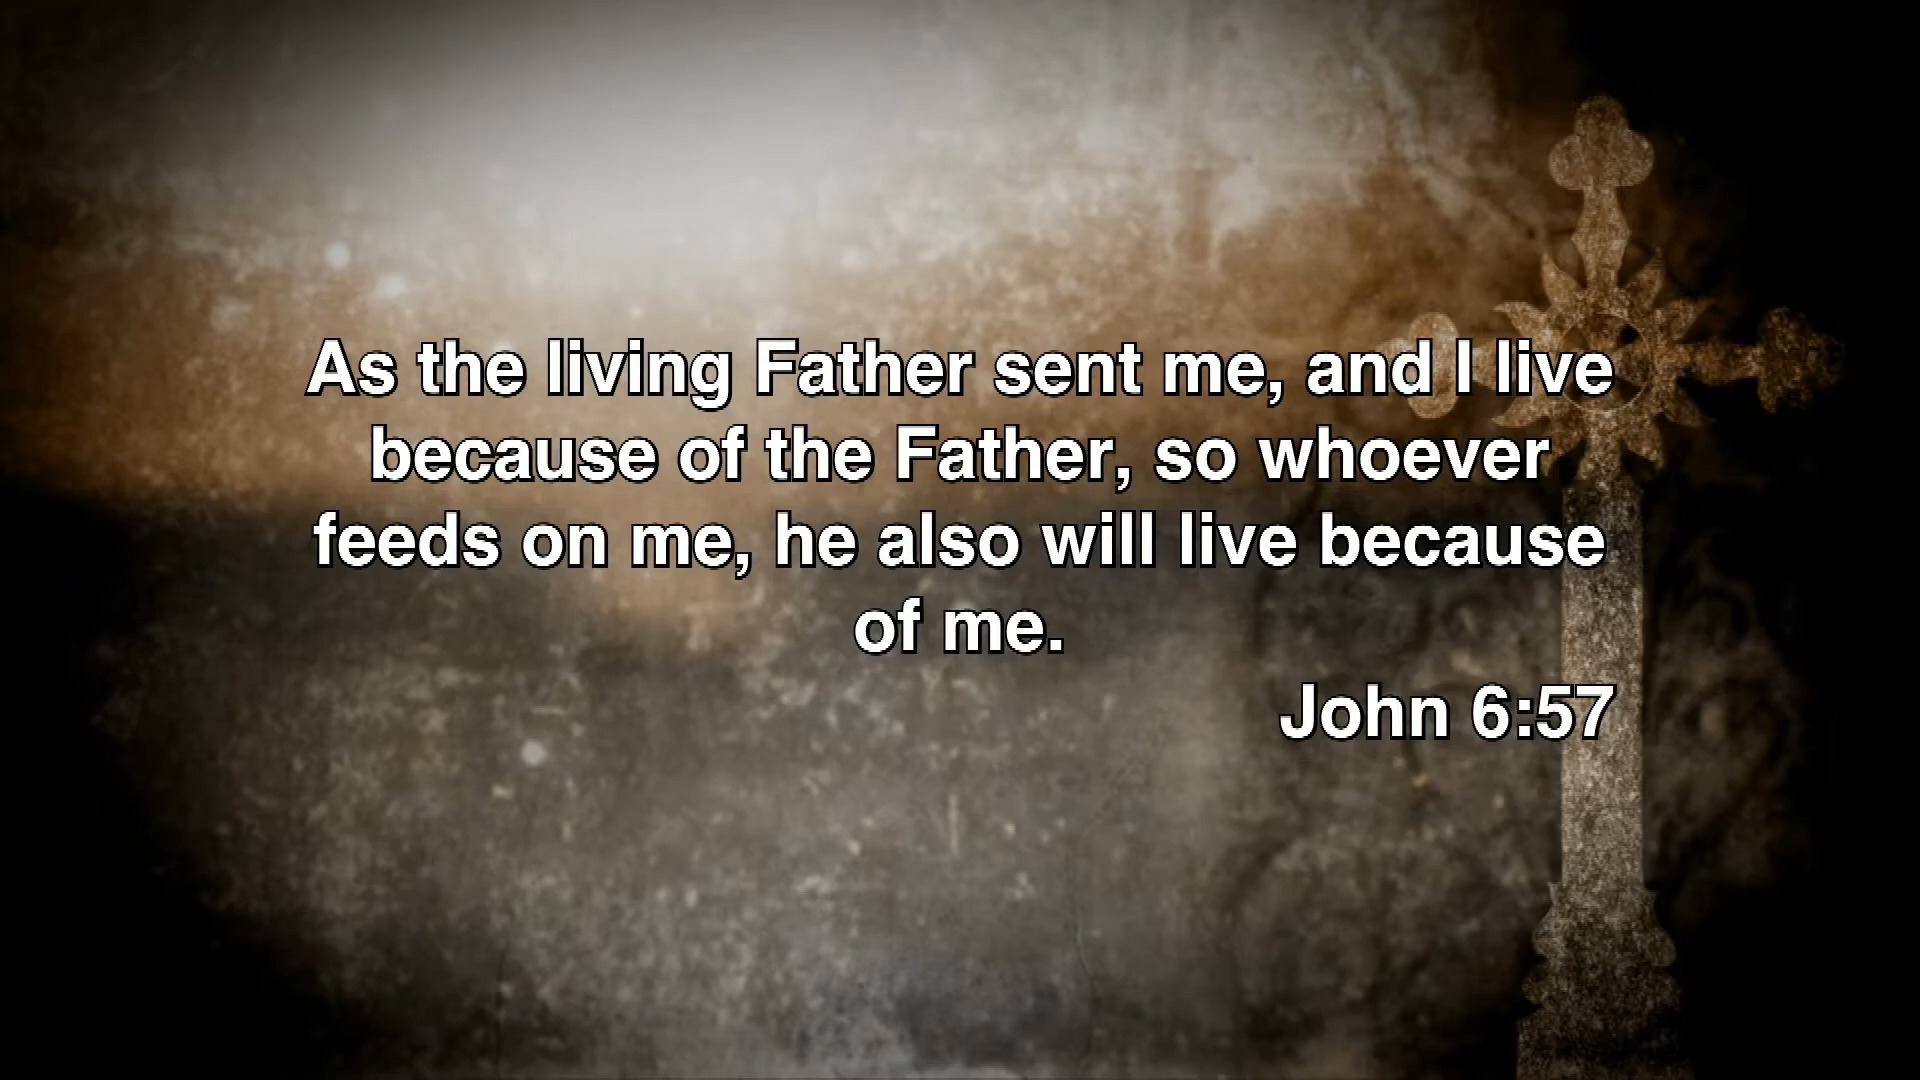 As the living Father sent me, and I live
because of the Father, so whoever
feeds on me, he also will live because
of me.
John 6:57